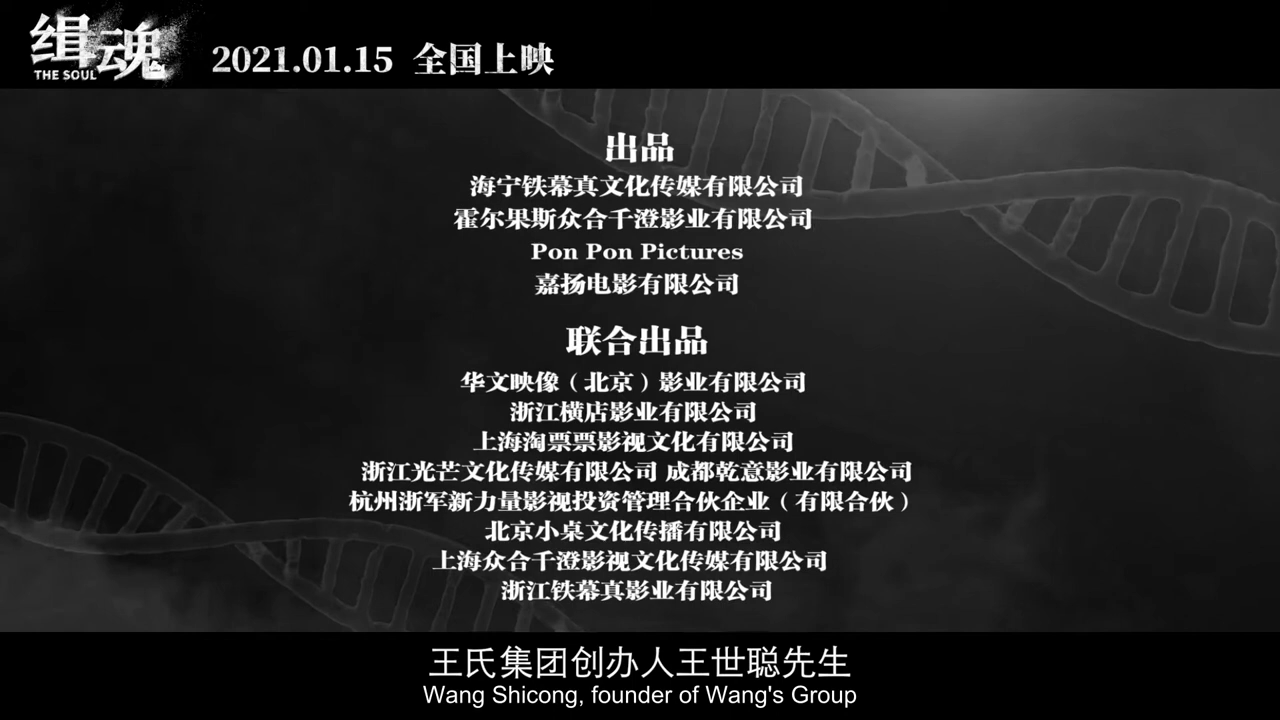 缉魂
THE SOUL
2021.01.15 全国上映
出品
海宁铁幕真文化传媒有限公司
霍尔果斯众合千澄影业有限公司
Pon Pon Pictures
嘉扬电影有限公司
联合出品
华文映像（北京）影业有限公司
浙江横店影业有限公司
上海淘票票影视文化有限公司
浙江光芒文化传媒有限公司 成都乾意影业有限公司
杭州浙军新力量影视投资管理合伙企业（有限合伙）
北京小桌文化传播有限公司
上海众合千澄影视文化传媒有限公司
浙江铁幕真影业有限公司
王氏集团创办人王世聪先生
Wang Shicong, founder of Wang's Group